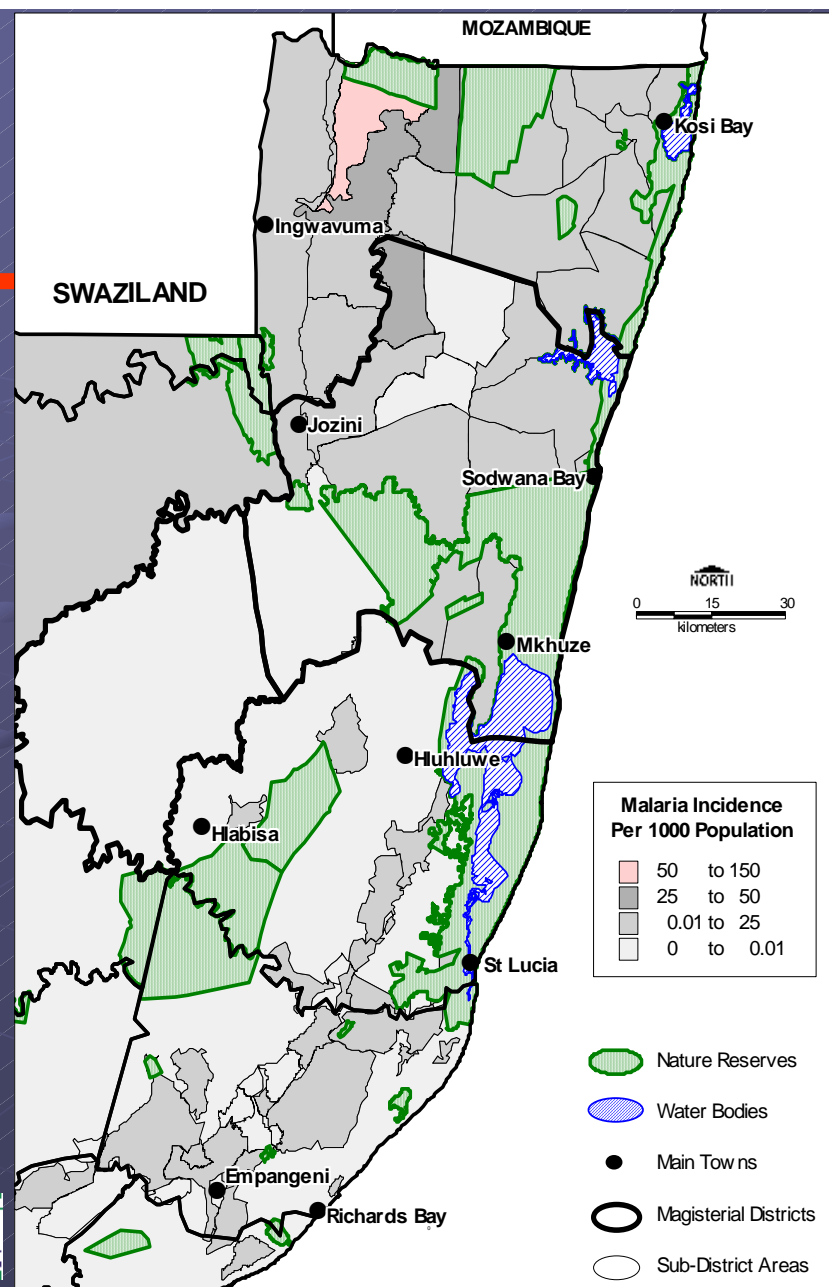 MOZAMBIQUE
Kosi Bay
Ingwavuma
SWAZILAND
Jozini
Sodwana Bay
NORTH
0 15 30
kilometers
Mkhuze
Hluhluwe
Hlabisa
Malaria Incidence
Per 1000 Population
50 to 150
25 to 50
0.01 to 25
0 to 0.01
St Lucia
Nature Reserves
Water Bodies
Main Towns
Empangeni
Richards Bay
Magisterial Districts
Sub-District Areas